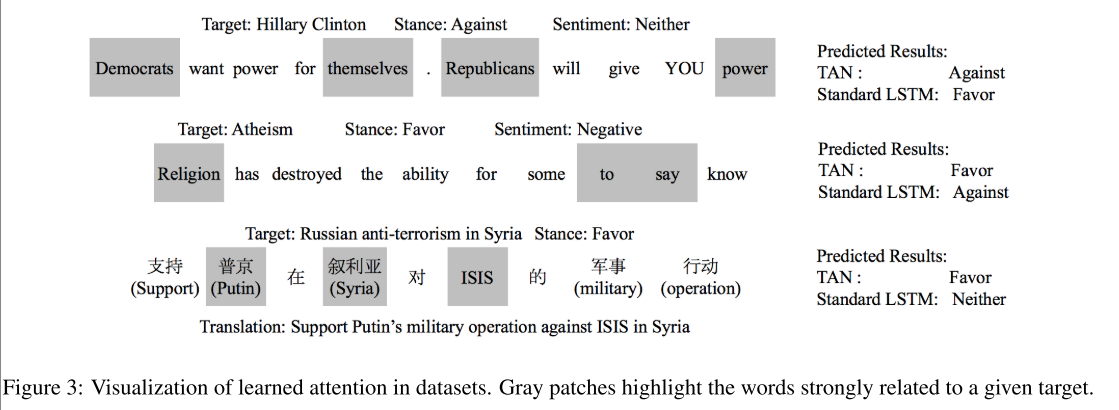 Target: Hillary Clinton Stance: Against Sentiment: Neither
Democrats want power for themselves . Republicans will give YOU power
Predicted Results:
TAN : Against
Standard LSTM: Favor
Target: Atheism Stance: Favor Sentiment: Negative
Religion has destroyed the ability for some to say know
Predicted Results:
TAN : Favor
Standard LSTM: Against
Target: Russian anti-terrorism in Syria Stance: Favor
支持 普京 在 叙利亚 对 ISIS 的 军事 行动
(Support) (Putin) (Syria) (military) (operation)
Translation: Support Putin’s military operation against ISIS in Syria
Predicted Results:
TAN : Favor
Standard LSTM: Neither
Figure 3: Visualization of learned attention in datasets. Gray patches highlight the words strongly related to a given target.